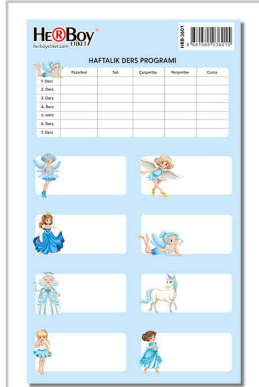 HERBOY
ETİKET
herboyetiket.com
HBR-3601
HAFTALIK DERS PROGRAMI
Pazartesi Salı Çarşamba Perşembe Cuma
1. Ders
2. Ders
3. Ders
4. Ders
5. Ders
6. Ders
7. Ders